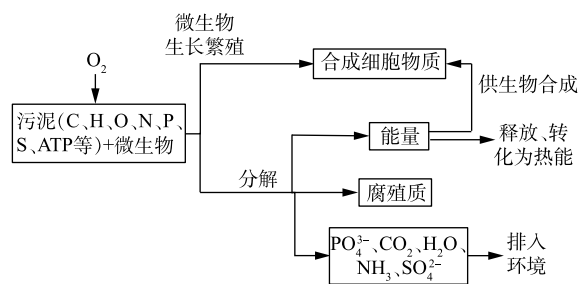 微生物
生长繁殖
O₂
合成细胞物质
供生物合成
污泥(C、H、O、N、P、
S、ATP等)+微生物
能量
释放、转
化为热能
分解
腐殖质
PO₄³⁻、CO₂、H₂O、
NH₃、SO₄²⁻
排入
环境